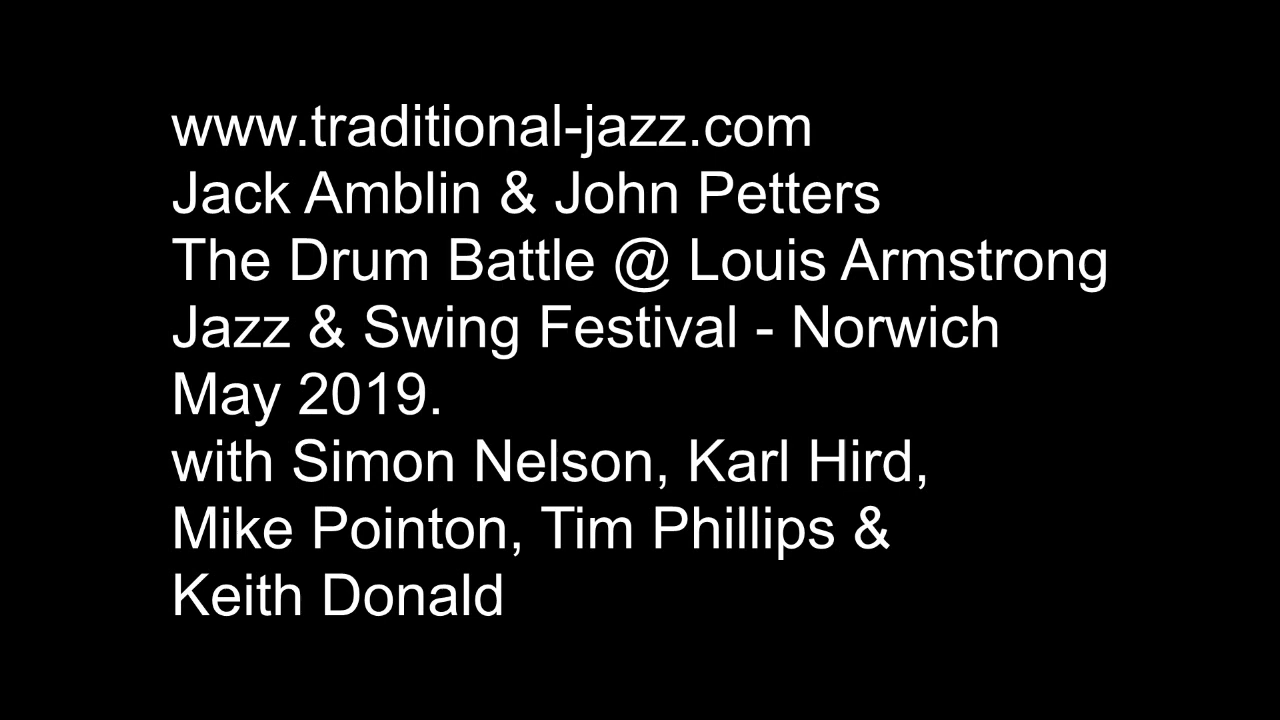 www.traditional-jazz.com
Jack Amblin & John Petters
The Drum Battle @ Louis Armstrong
Jazz & Swing Festival - Norwich
May 2019.
with Simon Nelson, Karl Hird,
Mike Pointon, Tim Phillips &
Keith Donald